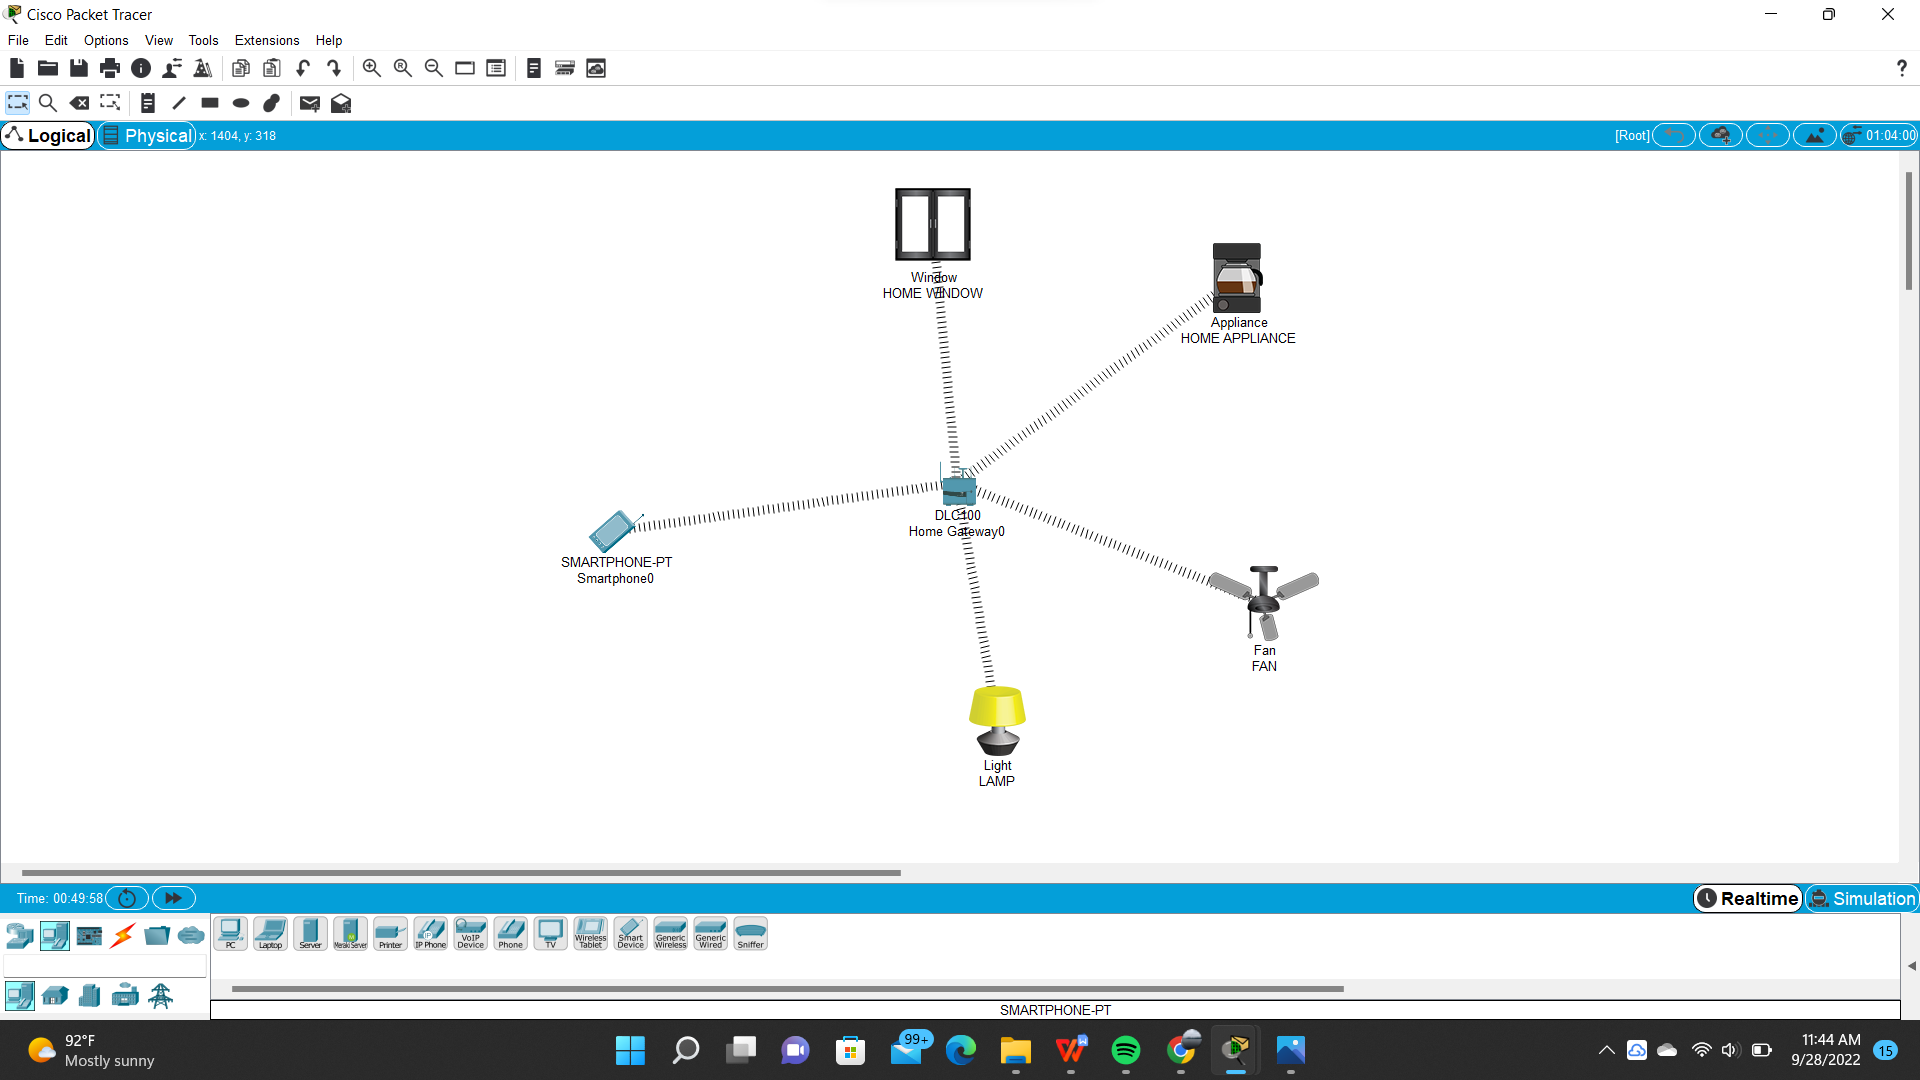 Cisco Packet Tracer
File Edit Options View Tools Extensions Help
Logical Physical x: 1404, y: 318 [Root] 01:04:00
Window
HOME WINDOW
Appliance
HOME APPLIANCE
DLC100
Home Gateway0
SMARTPHONE-PT
Smartphone0
Fan
FAN
Light
LAMP
Time: 00:49:58 Realtime Simulation
PC Laptop Server Meraki Server Printer IP Phone VoIP Device Phone TV Wireless Tablet Smart Device Generic Wireless Generic Wired Sniffer
SMARTPHONE-PT
92°F
Mostly sunny
99+
11:44 AM
9/28/2022
15